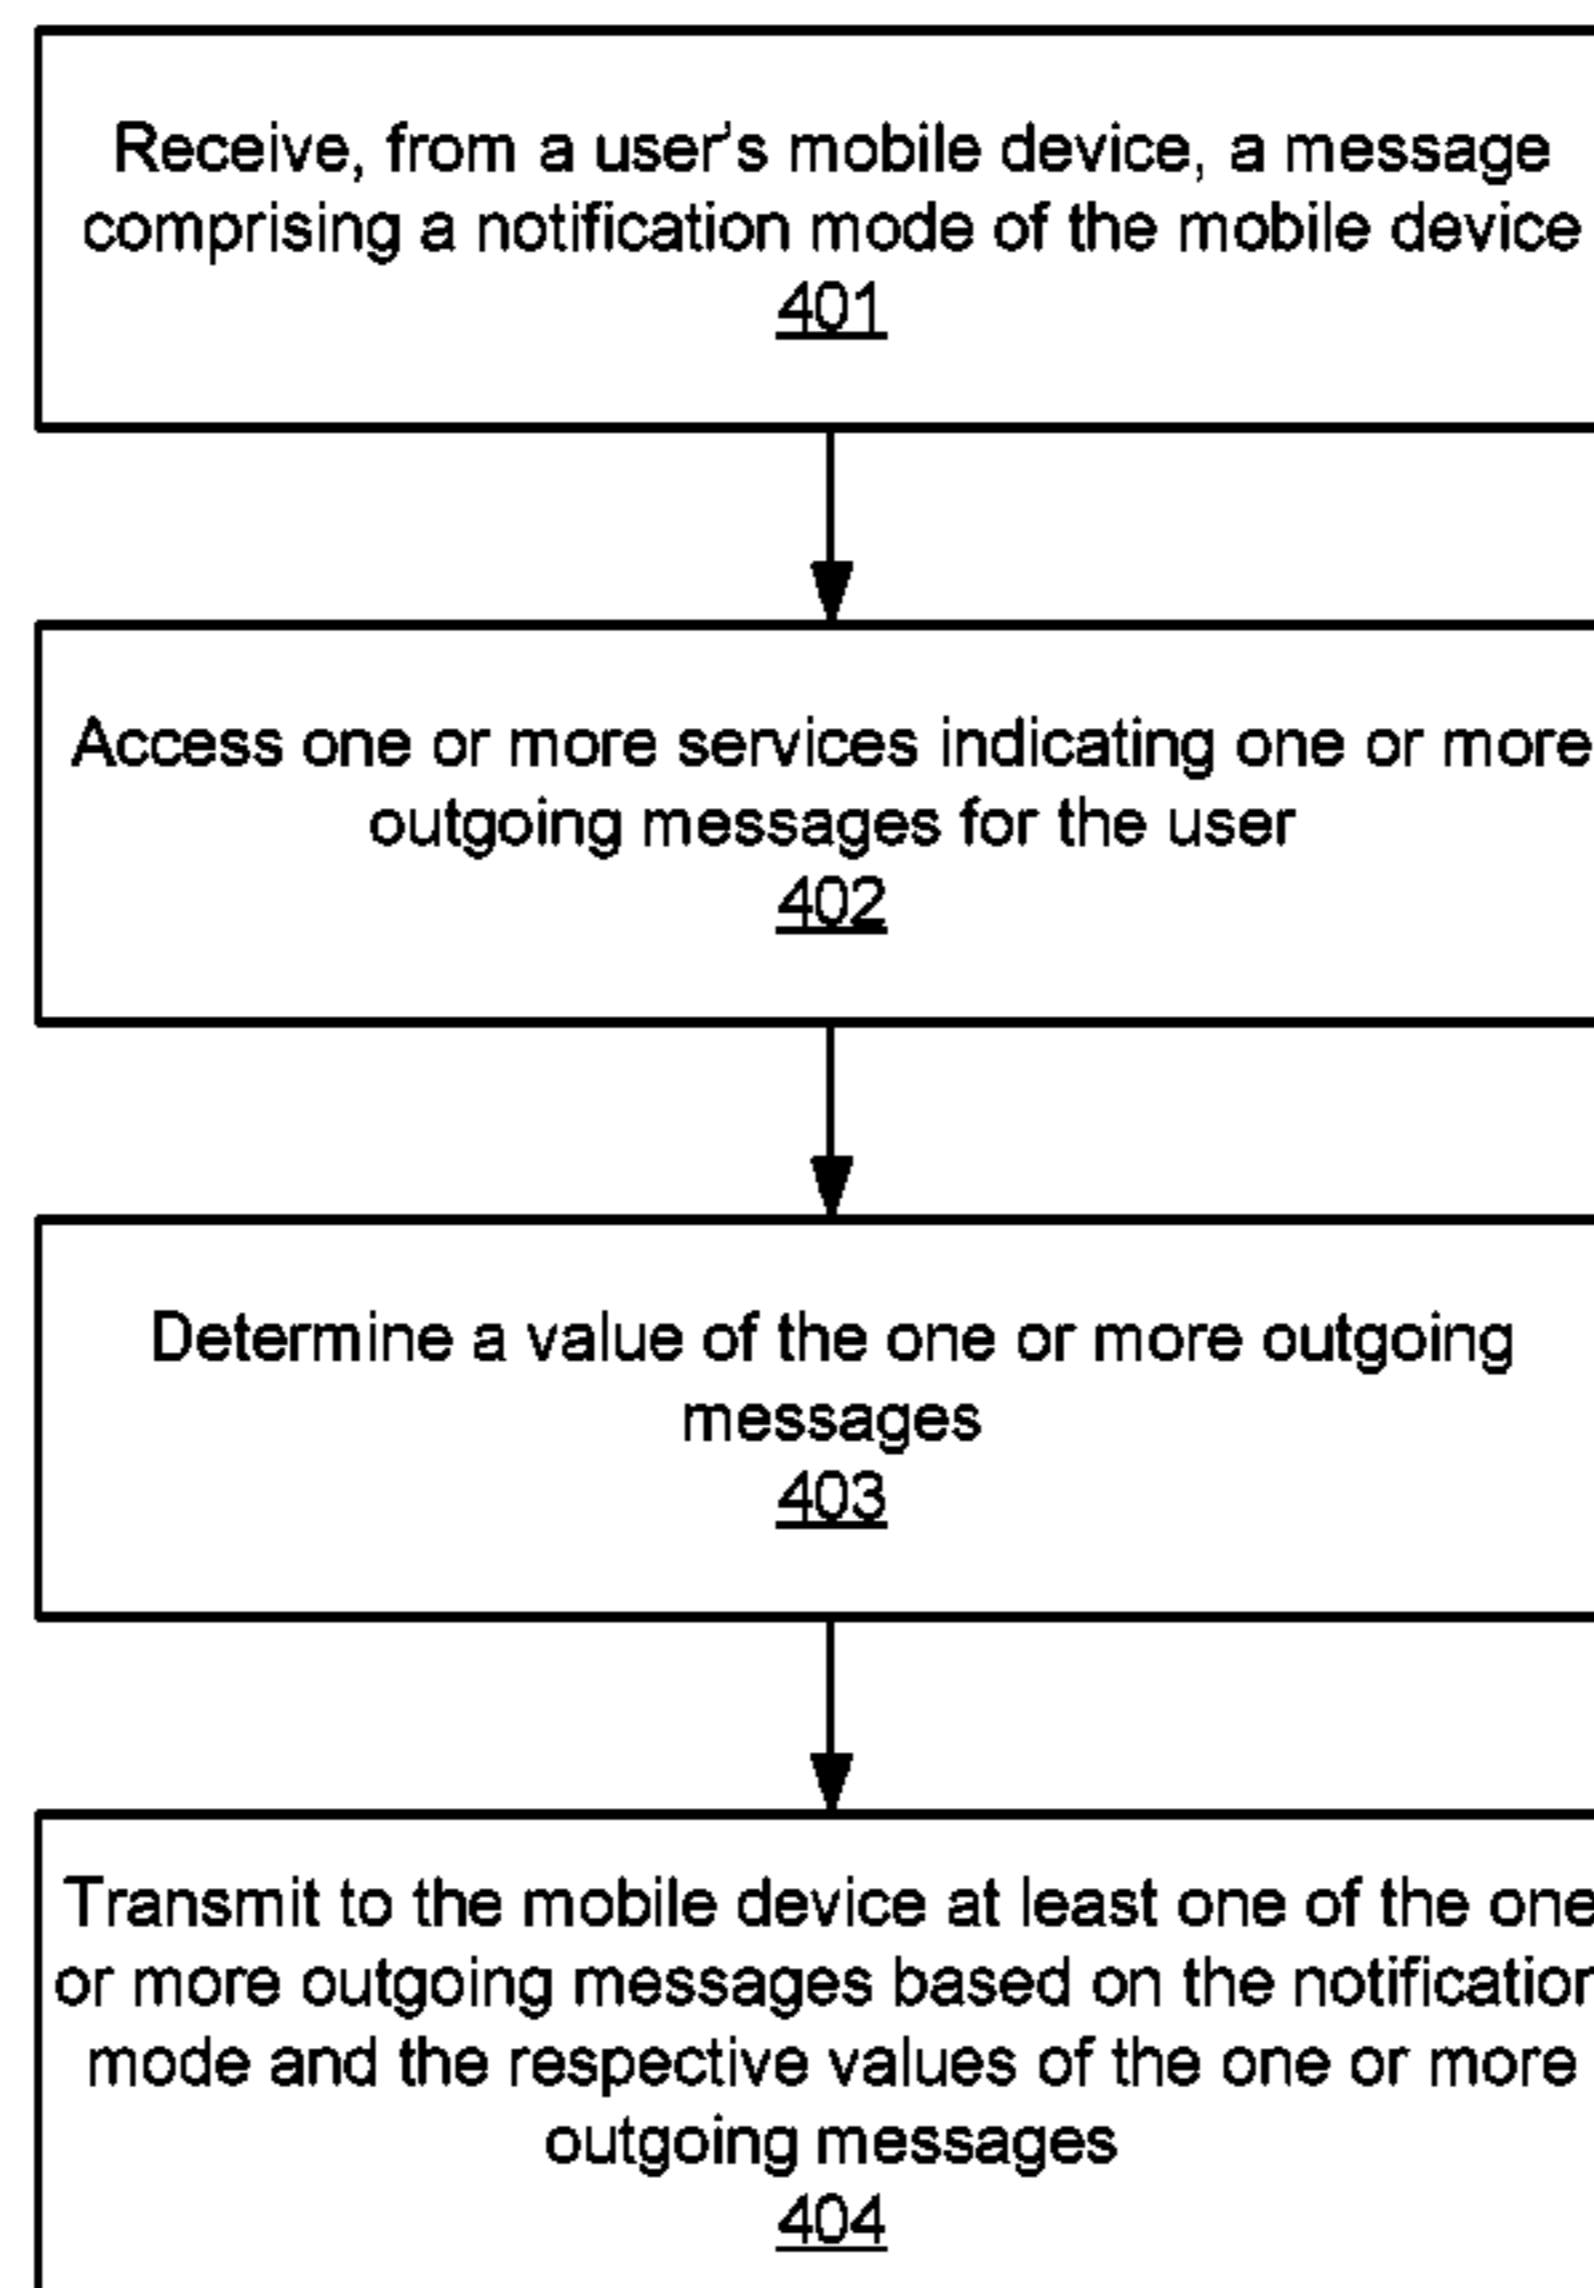 Receive, from a user's mobile device, a message
comprising a notification mode of the mobile device
401
Access one or more services indicating one or more
outgoing messages for the user
402
Determine a value of the one or more outgoing
messages
403
Transmit to the mobile device at least one of the one
or more outgoing messages based on the notification
mode and the respective values of the one or more
outgoing messages
404